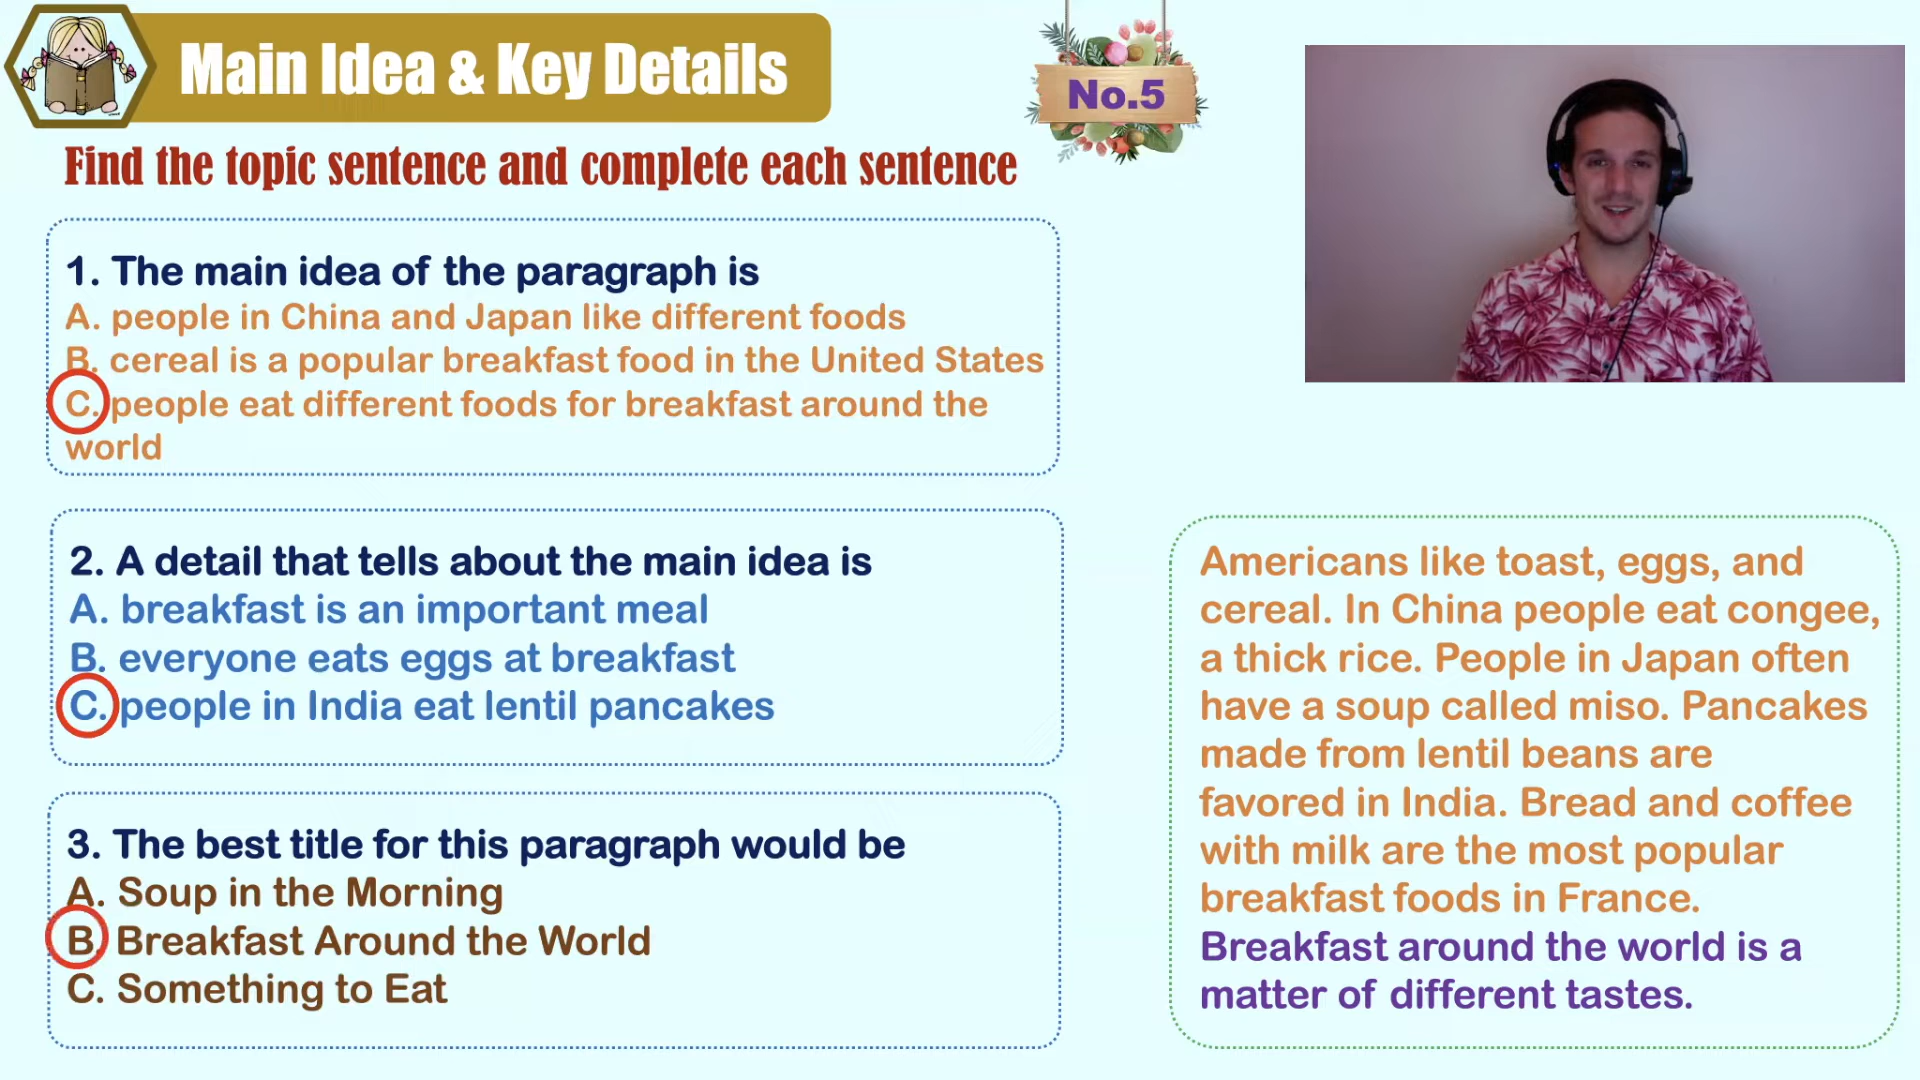 Main Idea & Key Details
No.5
Find the topic sentence and complete each sentence
1. The main idea of the paragraph is
A. people in China and Japan like different foods
B. cereal is a popular breakfast food in the United States
C. people eat different foods for breakfast around the
world
2. A detail that tells about the main idea is
A. breakfast is an important meal
B. everyone eats eggs at breakfast
C. people in India eat lentil pancakes
3. The best title for this paragraph would be
A. Soup in the Morning
B. Breakfast Around the World
C. Something to Eat
Americans like toast, eggs, and
cereal. In China people eat congee,
a thick rice. People in Japan often
have a soup called miso. Pancakes
made from lentil beans are
favored in India. Bread and coffee
with milk are the most popular
breakfast foods in France.
Breakfast around the world is a
matter of different tastes.